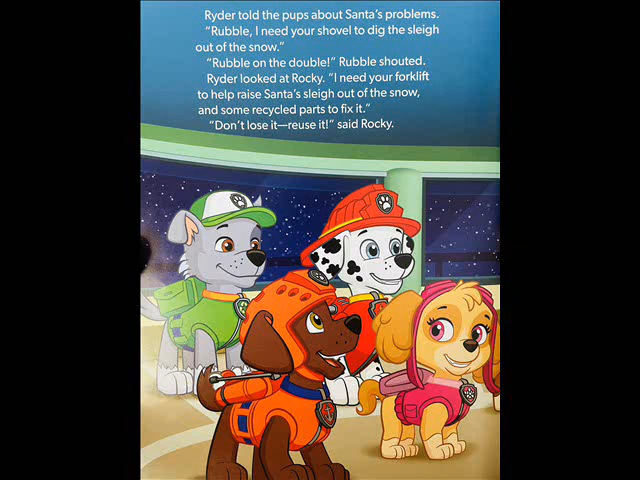 Ryder told the pups about Santa's problems.
"Rubble, I need your shovel to dig the sleigh
out of the snow."
"Rubble on the double!" Rubble shouted.
Ryder looked at Rocky. "I need your forklift
to help raise Santa's sleigh out of the snow,
and some recycled parts to fix it."
"Don't lose it—reuse it!" said Rocky.